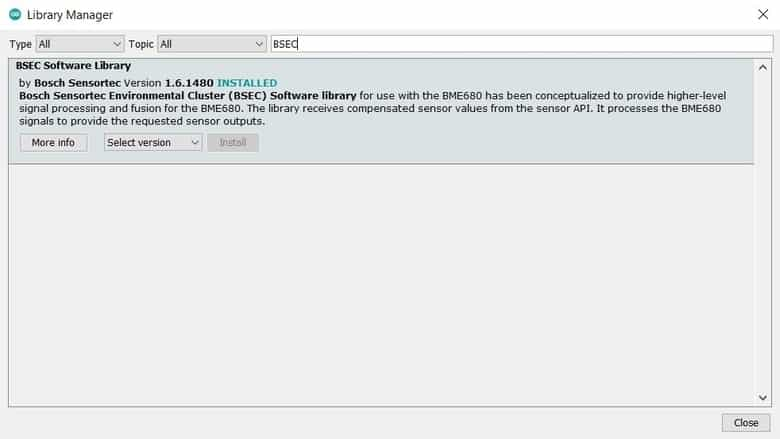 Library Manager
Type All Topic All BSEC
BSEC Software Library
by Bosch Sensortec Version 1.6.1480 INSTALLED
Bosch Sensortec Environmental Cluster (BSEC) Software library for use with the BME680 has been conceptualized to provide higher-level
signal processing and fusion for the BME680. The library receives compensated sensor values from the sensor API. It processes the BME680
signals to provide the requested sensor outputs.
More info Select version Install
Close